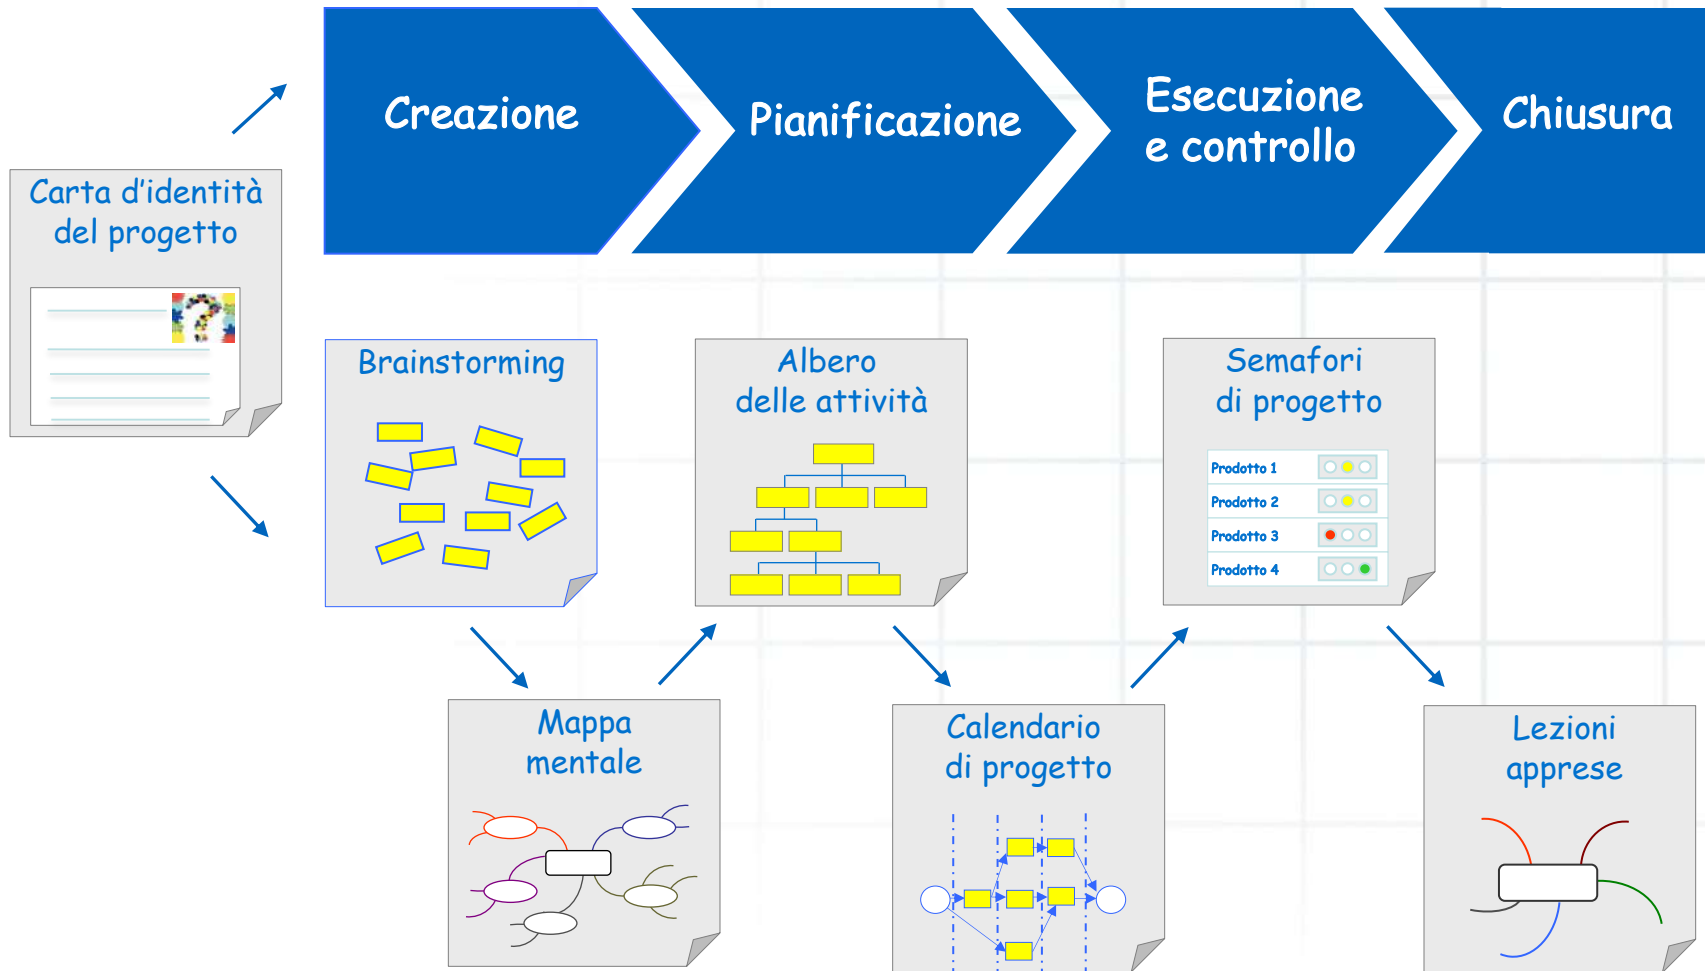 Creazione
Pianificazione
Esecuzione
e controllo
Chiusura
Carta d'identità
del progetto
?
Brainstorming
Albero
delle attività
Semafori
di progetto
Prodotto 1
Prodotto 2
Prodotto 3
Prodotto 4
Mappa
mentale
Calendario
di progetto
Lezioni
apprese